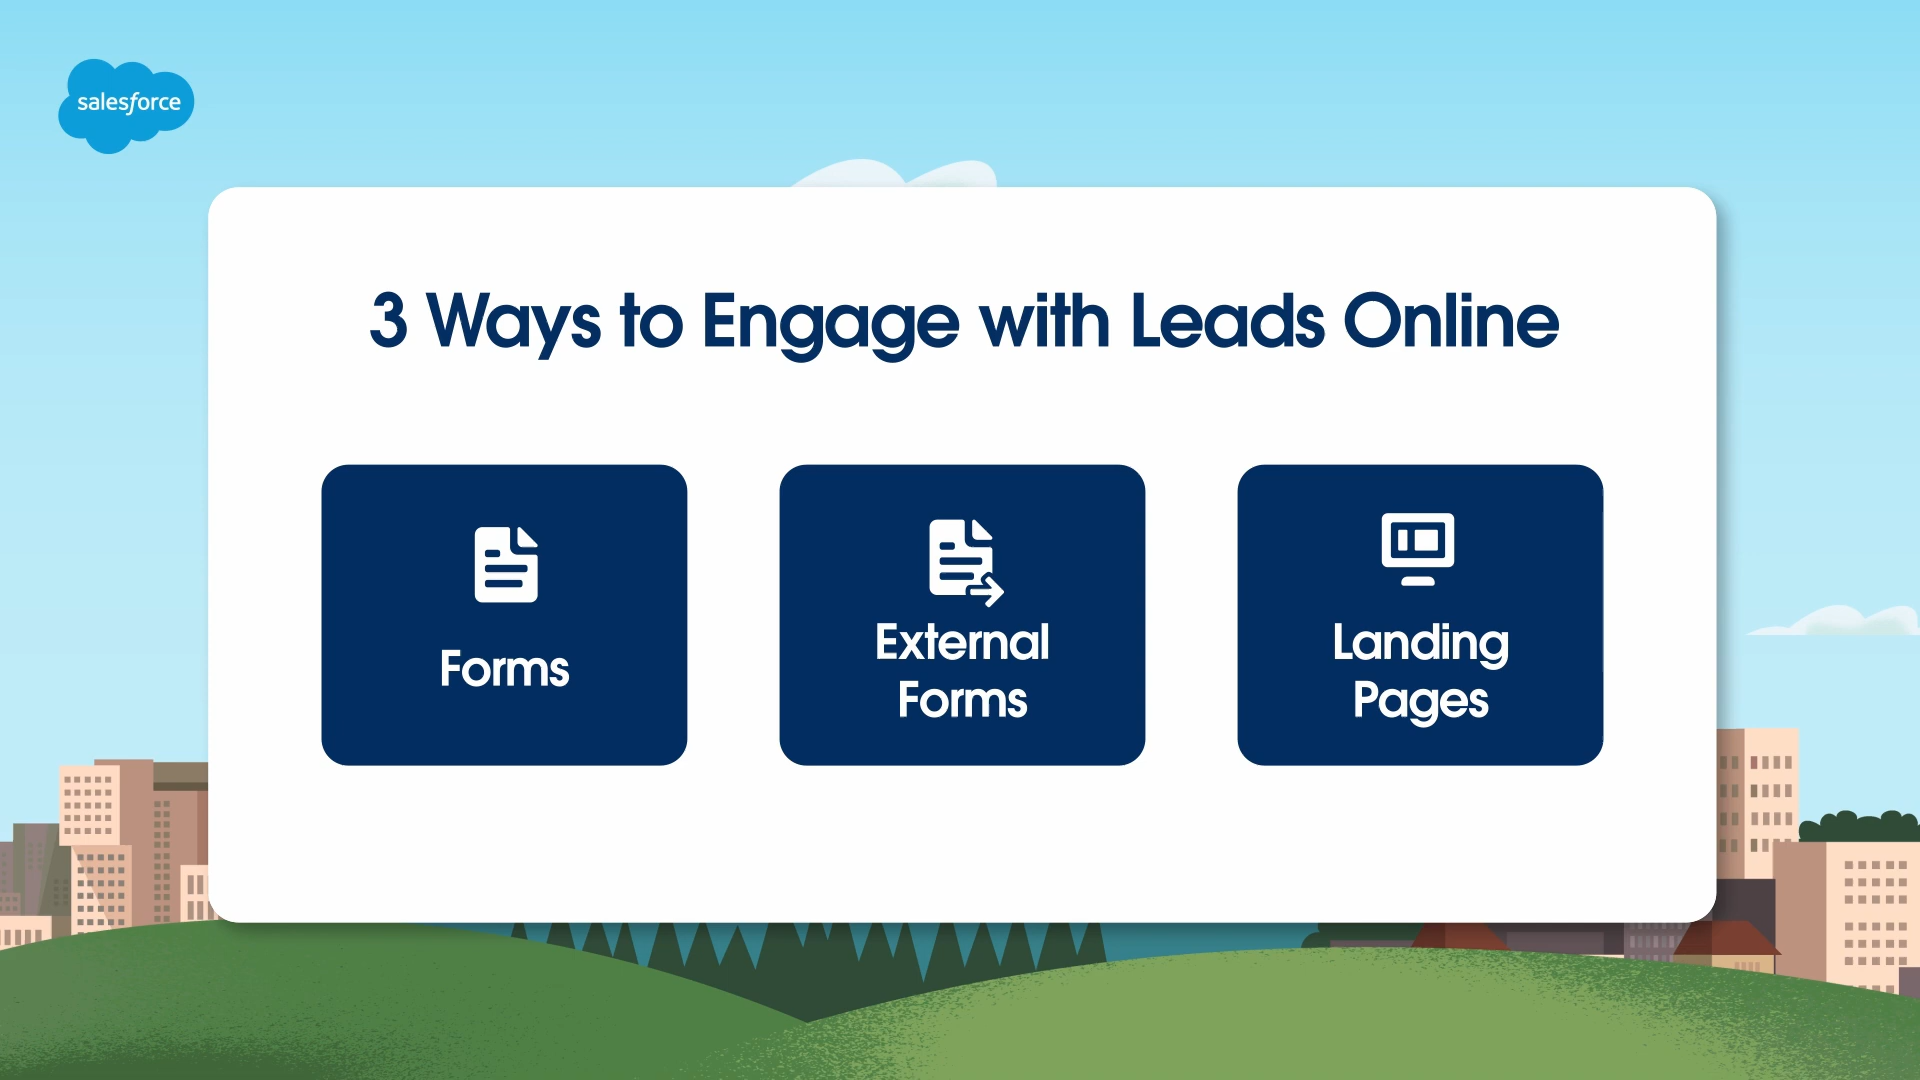 salesforce
3 Ways to Engage with Leads Online
Forms
External
Forms
Landing
Pages